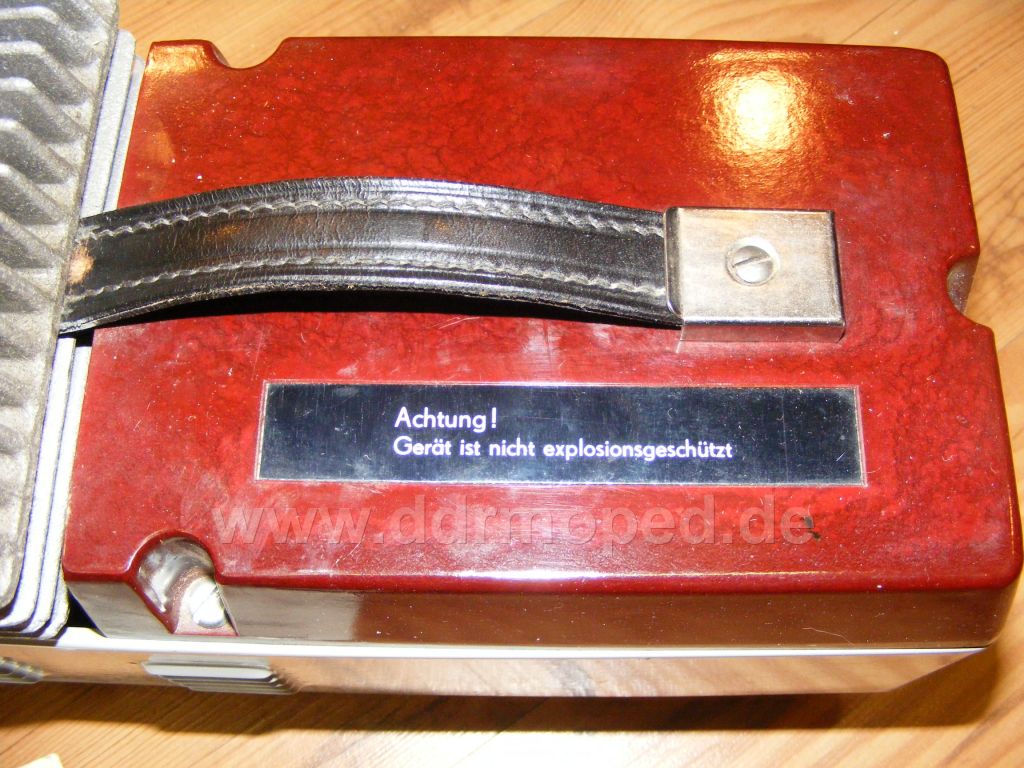 Achtung!
Gerät ist nicht explosionsgeschützt
www.ddrmoped.de